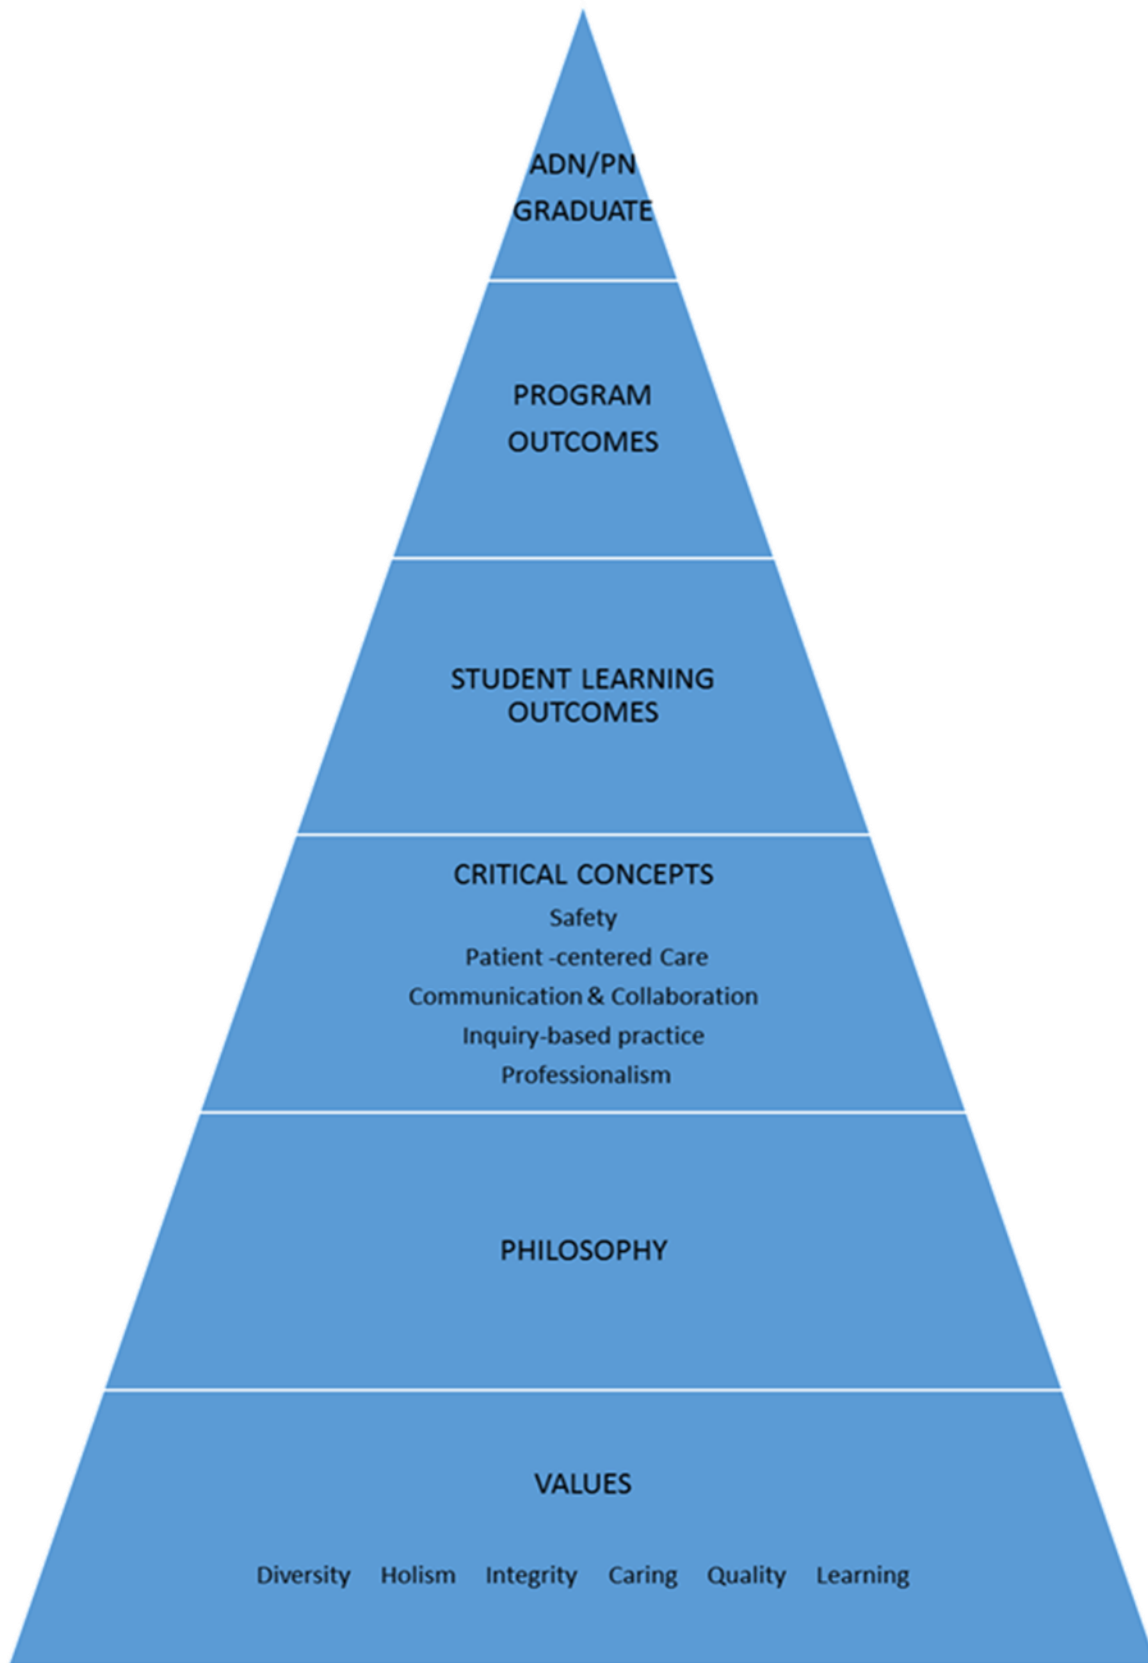 ADN/PN
GRADUATE
PROGRAM
OUTCOMES
STUDENT LEARNING
OUTCOMES
CRITICAL CONCEPTS
Safety
Patient -centered Care
Communication & Collaboration
Inquiry-based practice
Professionalism
PHILOSOPHY
VALUES
Diversity Holism Integrity Caring Quality Learning